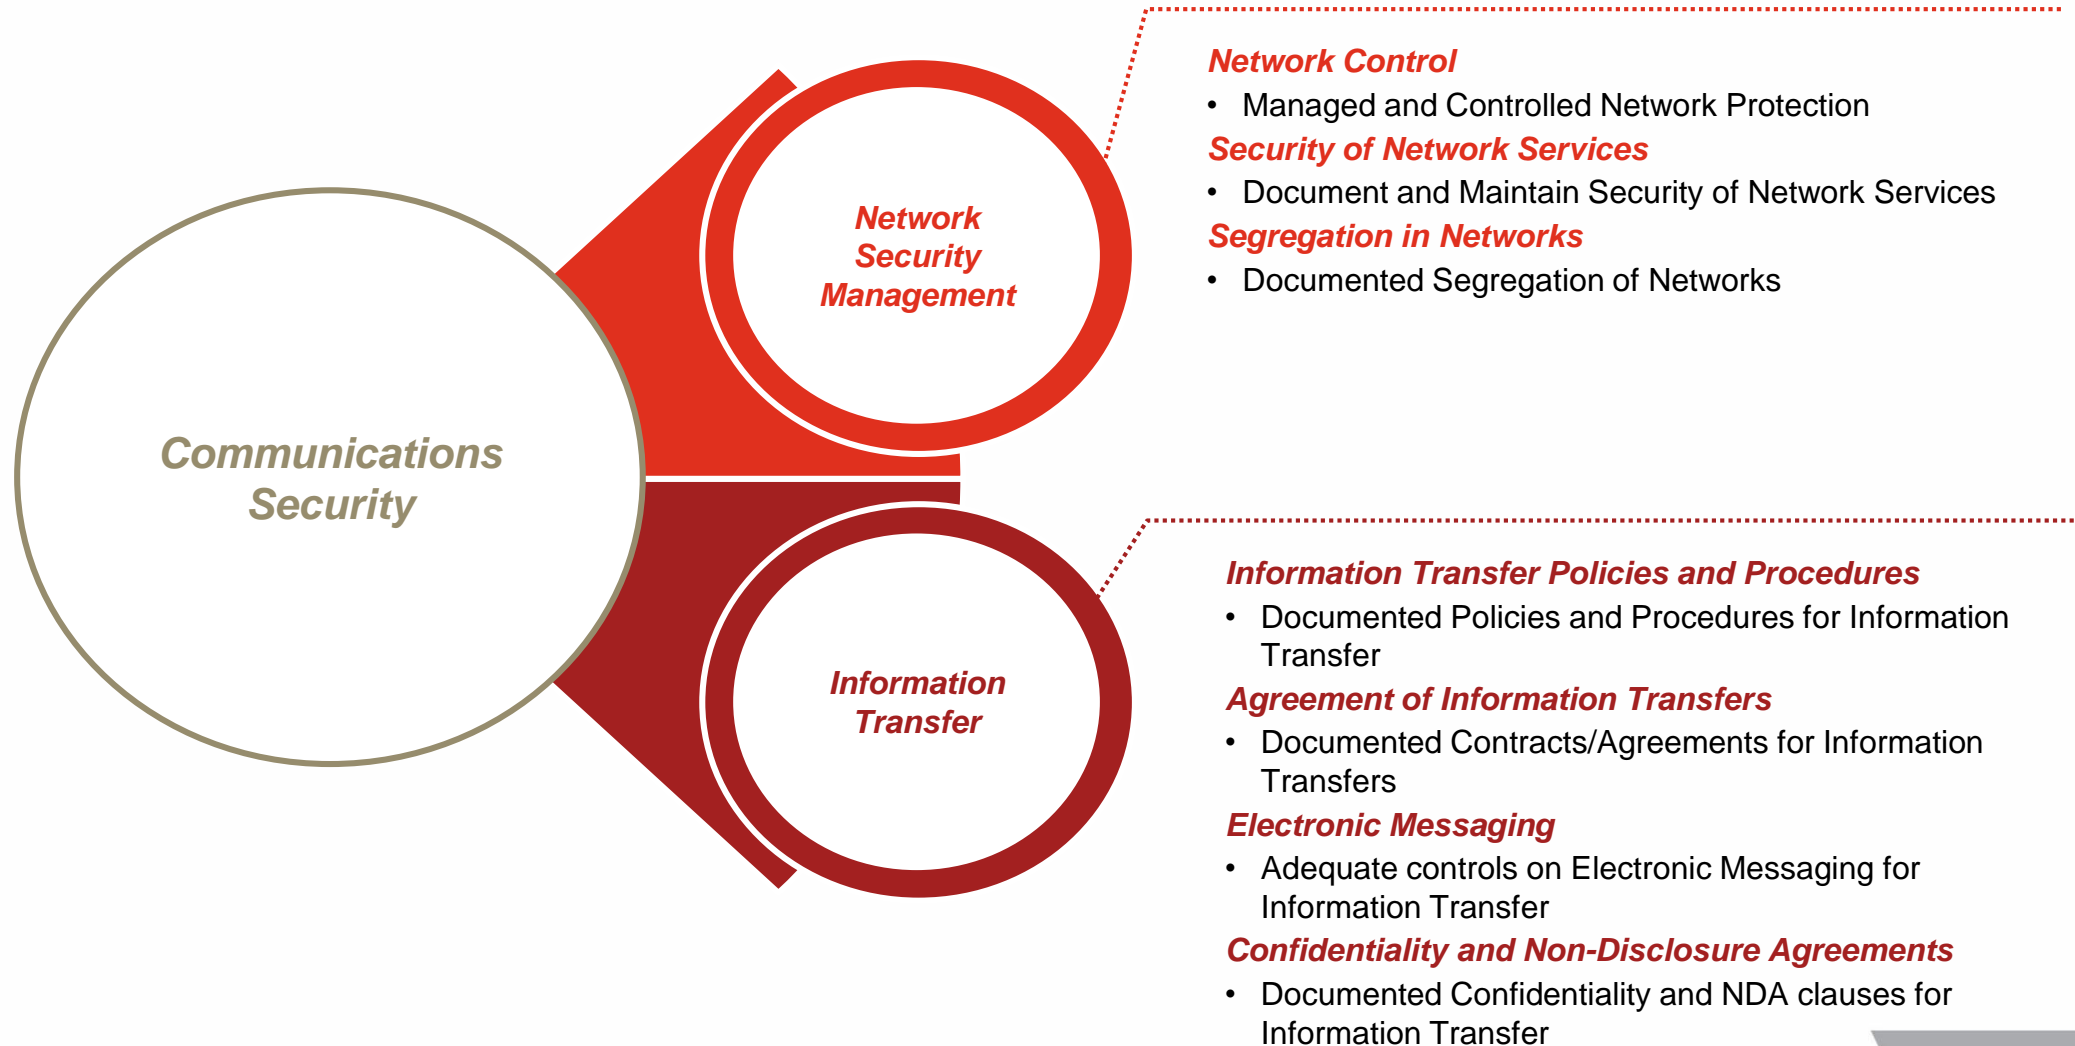 Communications
Security
Network
Security
Management
Network Control
• Managed and Controlled Network Protection
Security of Network Services
• Document and Maintain Security of Network Services
Segregation in Networks
• Documented Segregation of Networks
Information
Transfer
Information Transfer Policies and Procedures
• Documented Policies and Procedures for Information
Transfer
Agreement of Information Transfers
• Documented Contracts/Agreements for Information
Transfers
Electronic Messaging
• Adequate controls on Electronic Messaging for
Information Transfer
Confidentiality and Non-Disclosure Agreements
• Documented Confidentiality and NDA clauses for
Information Transfer